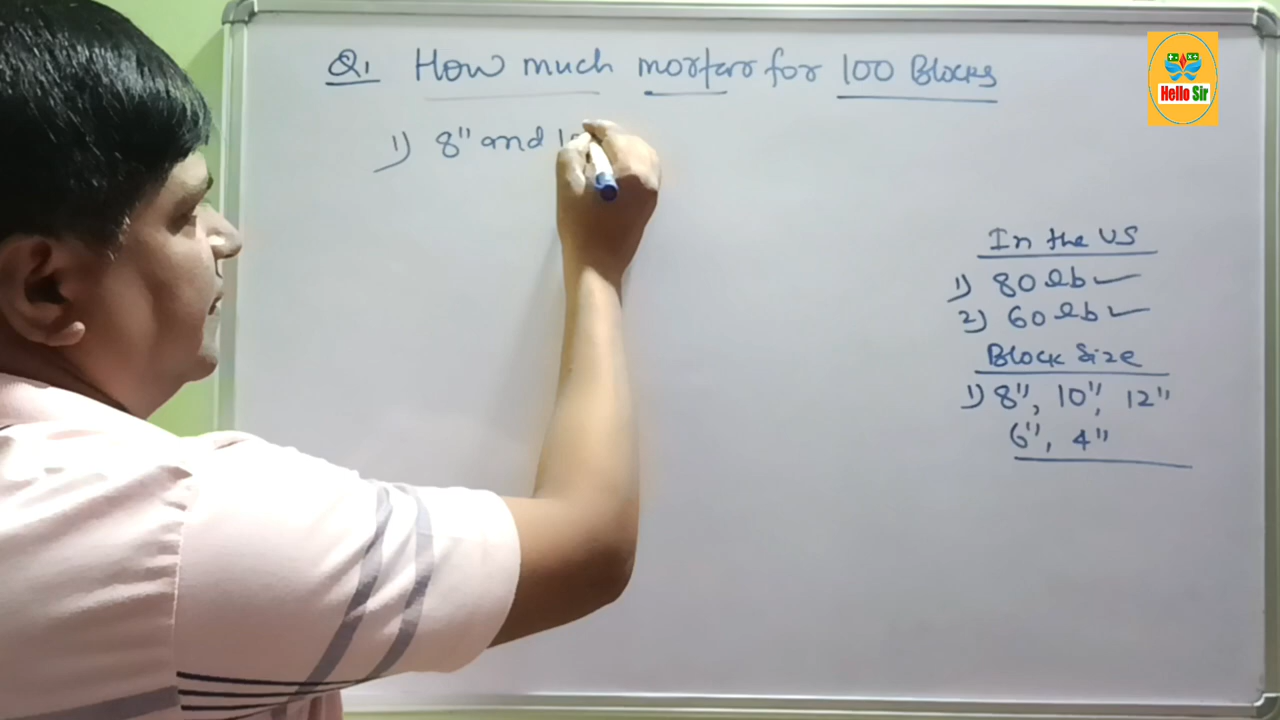 Q1 How much mortar for 100 Blocks
1) 8" and
In the US
1) 80 lb ✓
2) 60 lb ✓
Block Size
1) 8", 10", 12"
6", 4"
Hello Sir